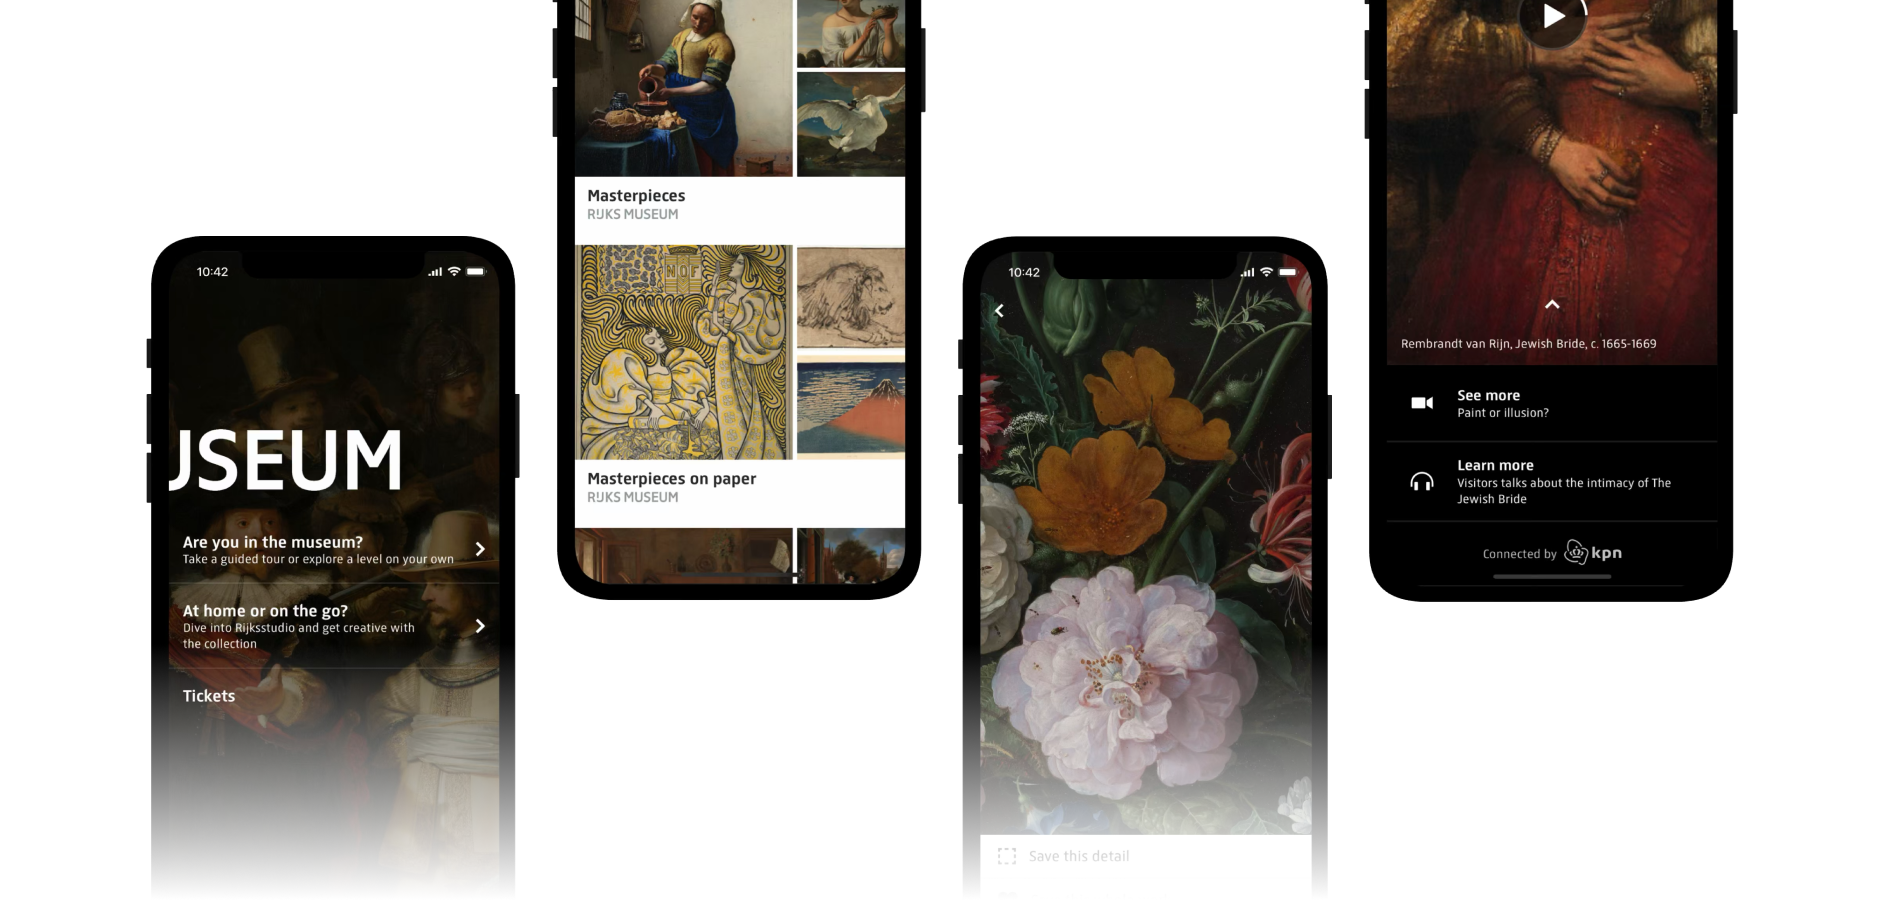 10:42
USEUM
Are you in the museum?
Take a guided tour or explore a level on your own
At home or on the go?
Dive into Rijksstudio and get creative with
the collection
Tickets
Masterpieces
RIJKS MUSEUM
NOF
Masterpieces on paper
RIJKS MUSEUM
10:42
Save this detail
Rembrandt van Rijn, Jewish Bride, c. 1665-1669
See more
Paint or illusion?
Learn more
Visitors talks about the intimacy of The
Jewish Bride
Connected by kpn